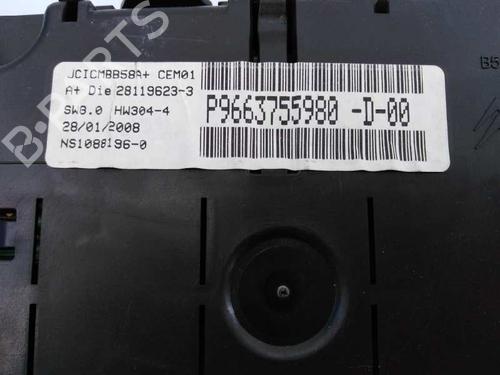 JCICMBB58A+ CEM01
A+ Die 28119623-3
SW8.0 HW304-4
28/01/2008
NS1088196-0
P9663755980 -D-00
B-PARTS
B5